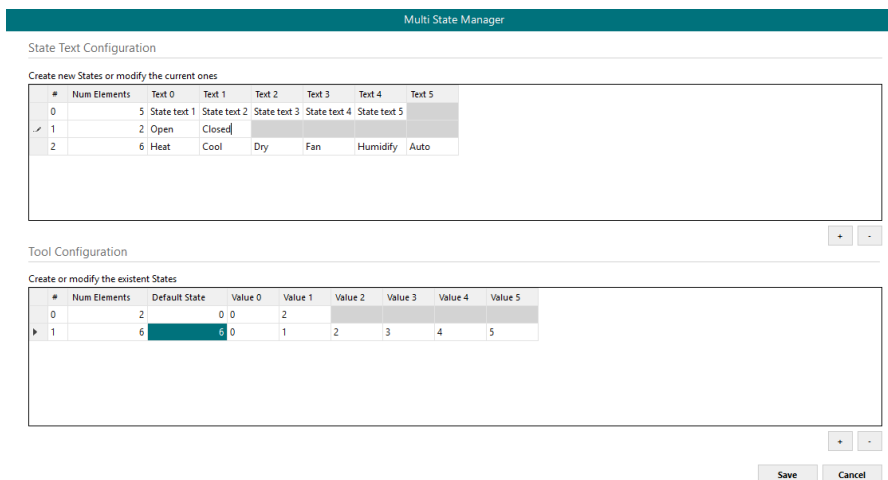 Multi State Manager
State Text Configuration
Create new States or modify the current ones
# Num Elements Text 0 Text 1 Text 2 Text 3 Text 4 Text 5
0 5 State text 1 State text 2 State text 3 State text 4 State text 5
1 2 Open Closed
2 6 Heat Cool Dry Fan Humidify Auto
+ -
Tool Configuration
Create or modify the existent States
# Num Elements Default State Value 0 Value 1 Value 2 Value 3 Value 4 Value 5
0 2 0 0 2
1 6 6 0 1 2 3 4 5
+ -
Save Cancel